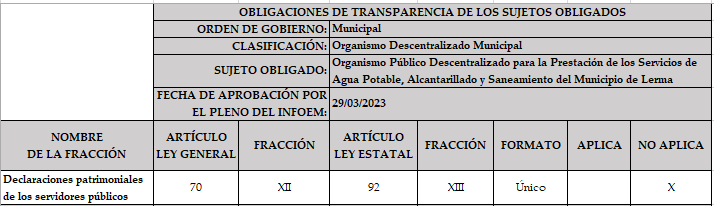 OBLIGACIONES DE TRANSPARENCIA DE LOS SUJETOS OBLIGADOS
ORDEN DE GOBIERNO: Municipal
CLASIFICACIÓN: Organismo Descentralizado Municipal
SUJETO OBLIGADO: Organismo Público Descentralizado para la Prestación de los Servicios de
Agua Potable, Alcantarillado y Saneamiento del Municipio de Lerma
FECHA DE APROBACIÓN POR
EL PLENO DEL INFOEM: 29/03/2023
NOMBRE
DE LA FRACCIÓN
ARTÍCULO
LEY GENERAL
FRACCIÓN
ARTÍCULO
LEY ESTATAL
FRACCIÓN
FORMATO
APLICA
NO APLICA
Declaraciones patrimoniales
de los servidores públicos
70
XII
92
XIII
Único
X